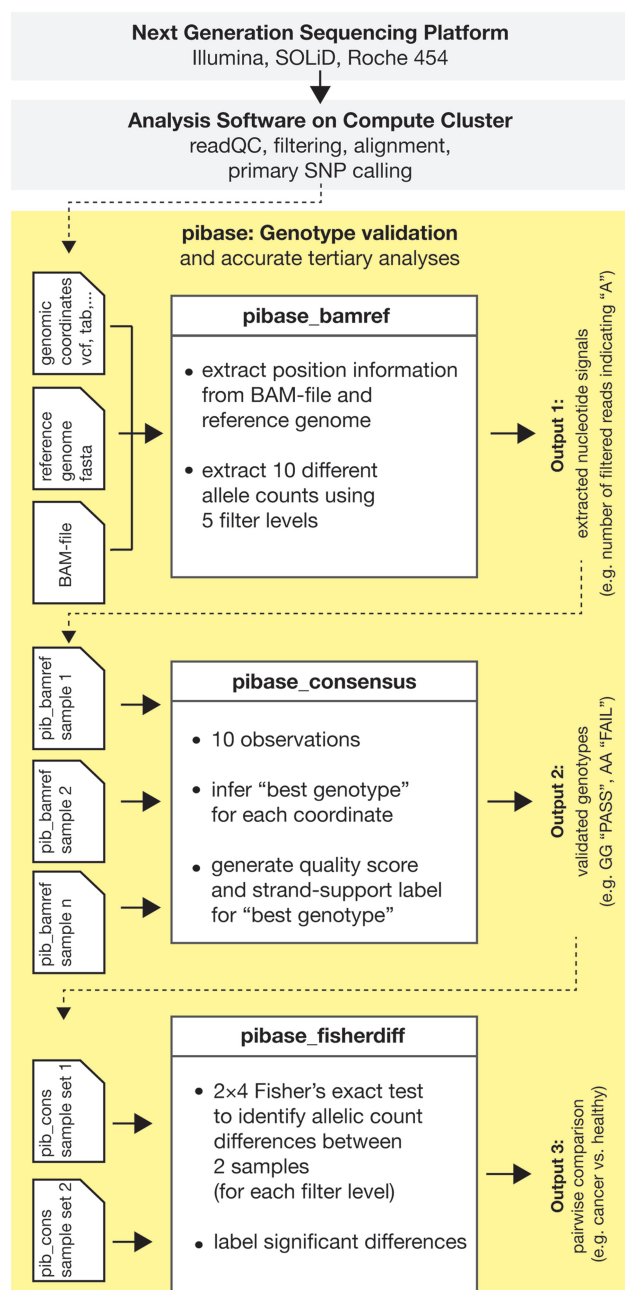 Next Generation Sequencing Platform
Illumina, SOLiD, Roche 454
Analysis Software on Compute Cluster
readQC, filtering, alignment,
primary SNP calling
pibase: Genotype validation
and accurate tertiary analyses
genomic
coordinates
vcf, tab,...
reference
genome
fasta
BAM-file
pibase_bamref
• extract position information
from BAM-file and
reference genome
• extract 10 different
allele counts using
5 filter levels
Output 1:
extracted nucleotide signals
(e.g. number of filtered reads indicating “A”)
pib_bamref
sample 1
pib_bamref
sample 2
pib_bamref
sample n
pibase_consensus
• 10 observations
• infer “best genotype”
for each coordinate
• generate quality score
and strand-support label
for “best genotype”
Output 2:
validated genotypes
(e.g. GG “PASS”, AA “FAIL”)
pib_cons
sample set 1
pib_cons
sample set 2
pibase_fisherdiff
• 2×4 Fisher’s exact test
to identify allelic count
differences between
2 samples
(for each filter level)
• label significant differences
Output 3:
pairwise comparison
(e.g. cancer vs. healthy)